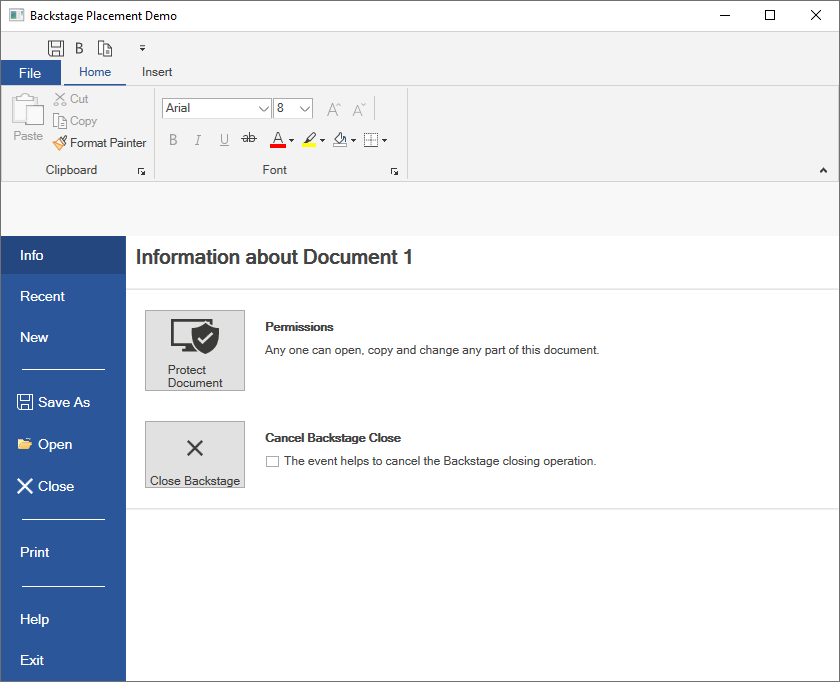 Backstage Placement Demo
B
File Home Insert
Paste
Cut
Copy
Format Painter
Clipboard
Arial 8 A A
B I U ab A
Font
Info
Recent
New
Save As
Open
Close
Print
Help
Exit
Information about Document 1
Protect
Document
Permissions
Any one can open, copy and change any part of this document.
Close Backstage
Cancel Backstage Close
The event helps to cancel the Backstage closing operation.